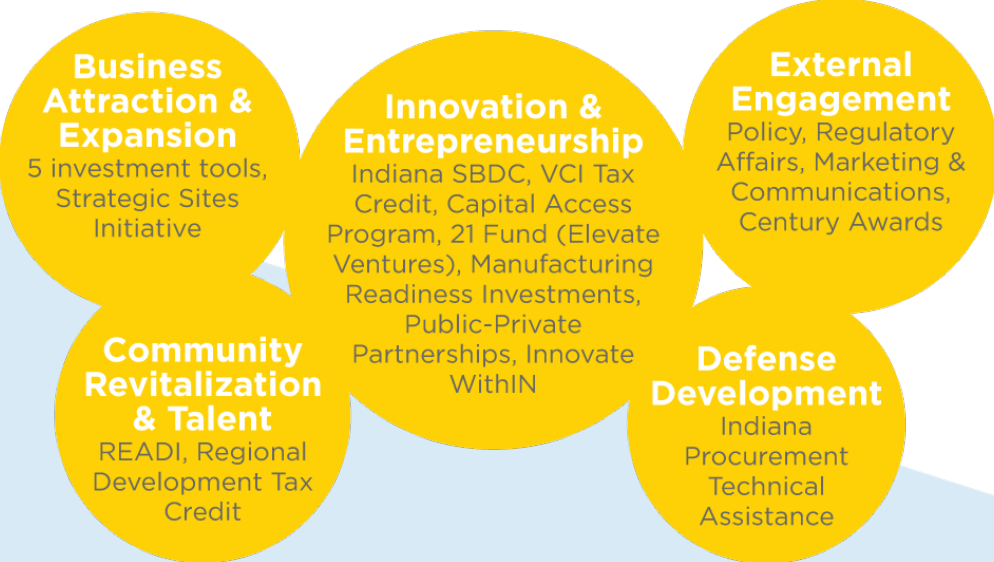 Business
Attraction &
Expansion
5 investment tools,
Strategic Sites
Initiative
Innovation &
Entrepreneurship
Indiana SBDC, VCI Tax
Credit, Capital Access
Program, 21 Fund (Elevate
Ventures), Manufacturing
Readiness Investments,
Public-Private
Partnerships, Innovate
WithIN
External
Engagement
Policy, Regulatory
Affairs, Marketing &
Communications,
Century Awards
Community
Revitalization
& Talent
READI, Regional
Development Tax
Credit
Defense
Development
Indiana
Procurement
Technical
Assistance